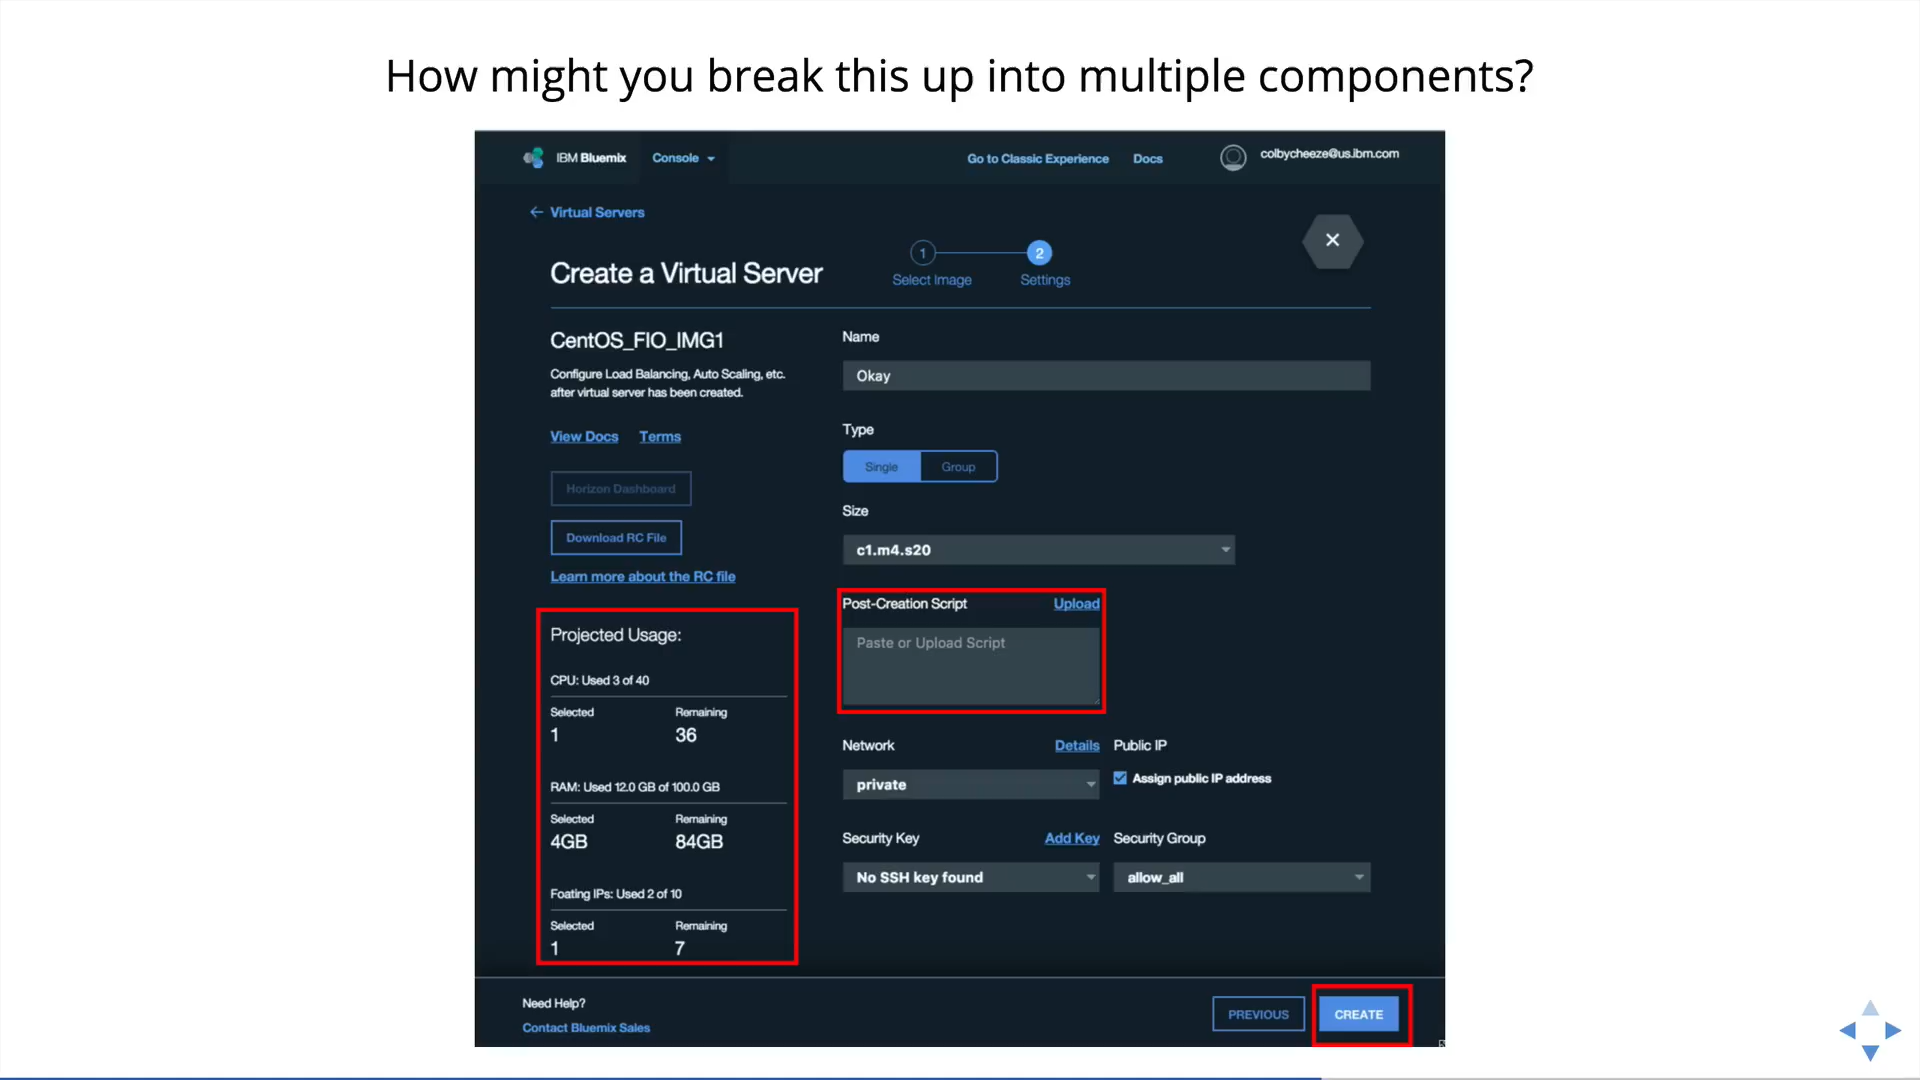 How might you break this up into multiple components?
IBM Bluemix Console Go to Classic Experience Docs colbycheeze@us.ibm.com
Virtual Servers
Create a Virtual Server
1 2
Select Image Settings
CentOS_FIO_IMG1
Configure Load Balancing, Auto Scaling, etc.
after virtual server has been created.
View Docs Terms
Horizon Dashboard
Download RC File
Learn more about the RC file
Projected Usage:
CPU: Used 3 of 40
Selected Remaining
1 36
RAM: Used 12.0 GB of 100.0 GB
Selected Remaining
4GB 84GB
Foating IPs: Used 2 of 10
Selected Remaining
1 7
Name
Okay
Type
Single Group
Size
c1.m4.s20
Post-Creation Script Upload
Paste or Upload Script
Network Details Public IP
private Assign public IP address
Security Key Add Key Security Group
No SSH key found allow_all
Need Help?
Contact Bluemix Sales
PREVIOUS CREATE